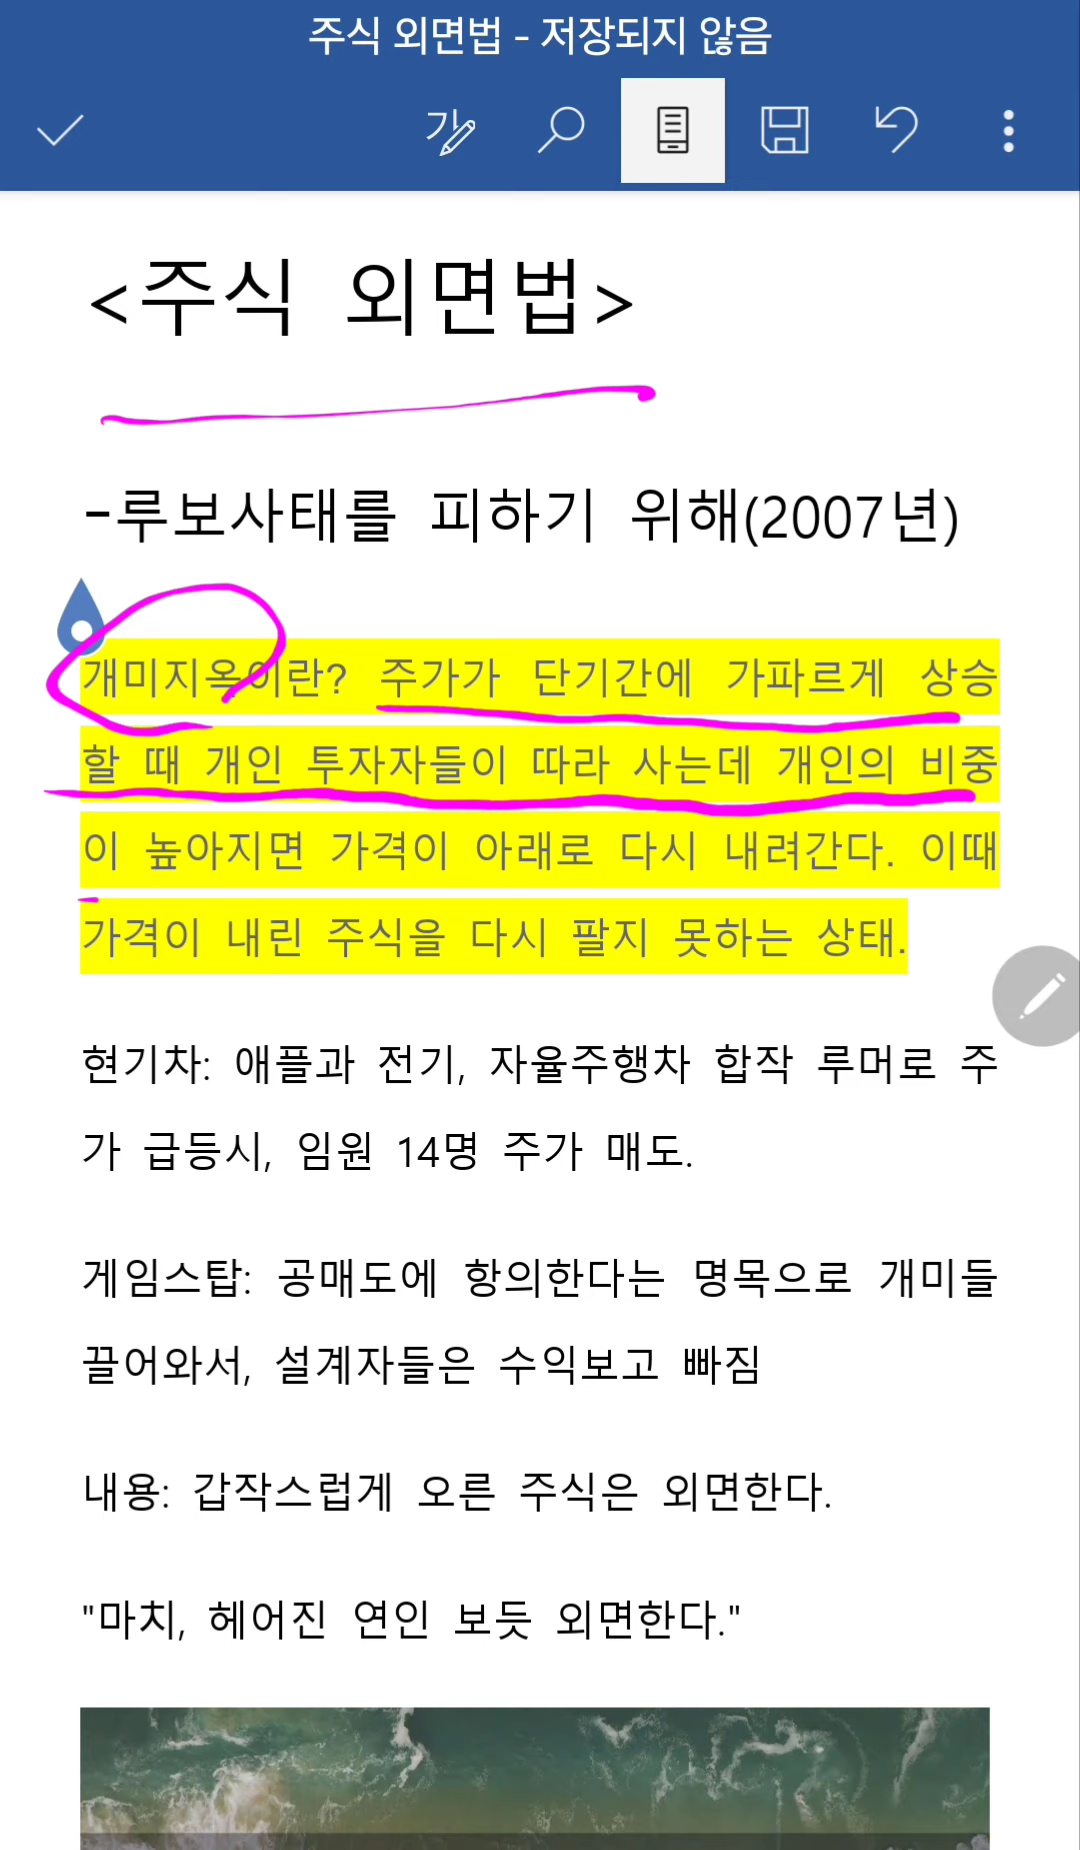 주식 외면법 - 저장되지 않음
가
<주식 외면법>
-루보사태를 피하기 위해(2007년)
개미지옥이란? 주가가 단기간에 가파르게 상승
할 때 개인 투자자들이 따라 사는데 개인의 비중
이 높아지면 가격이 아래로 다시 내려간다. 이때
가격이 내린 주식을 다시 팔지 못하는 상태.
현기차: 애플과 전기, 자율주행차 합작 루머로 주
가 급등시, 임원 14명 주가 매도.
게임스탑: 공매도에 항의한다는 명목으로 개미들
끌어와서, 설계자들은 수익보고 빠짐
내용: 갑작스럽게 오른 주식은 외면한다.
"마치, 헤어진 연인 보듯 외면한다."